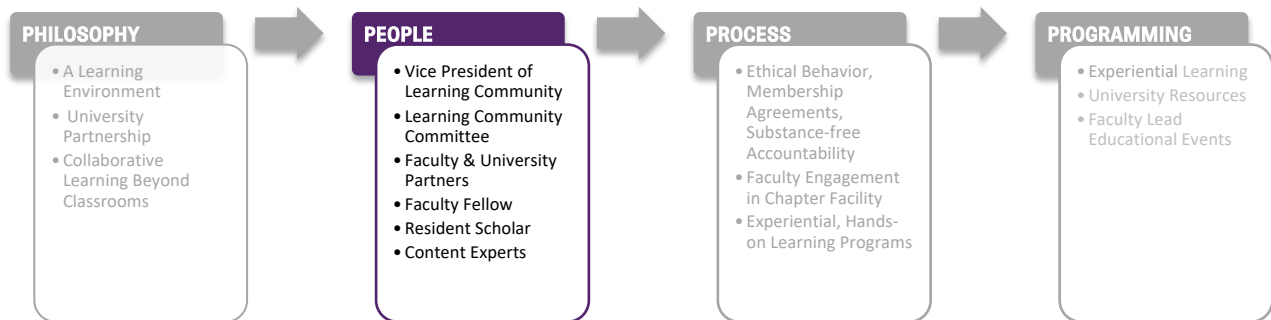 PHILOSOPHY
• A Learning
Environment
• University
Partnership
• Collaborative
Learning Beyond
Classrooms
PEOPLE
• Vice President of
Learning Community
• Learning Community
Committee
• Faculty & University
Partners
• Faculty Fellow
• Resident Scholar
• Content Experts
PROCESS
• Ethical Behavior,
Membership
Agreements,
Substance-free
Accountability
• Faculty Engagement
in Chapter Facility
• Experiential, Hands-
on Learning Programs
PROGRAMMING
• Experiential Learning
• University Resources
• Faculty Lead
Educational Events